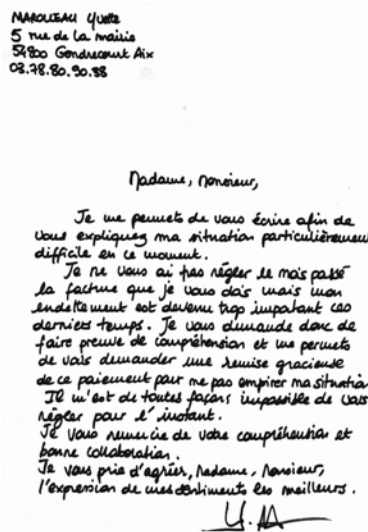 MAROLLEAU Yvette
5 rue de la mairie
54800 Gondrecourt Aix
03.78.80.90.38
Madame, Monsieur,
Je me permets de vous écrire afin de
vous expliquez ma situation particulièrement
difficile en ce moment.
Je ne vous ai pas régler le mois passé
la facture que je vous dois mais mon
endettement est devenu trop important ces
derniers temps. Je vous demande donc de
faire preuve de compréhension et me permets
de vous demander une remise gracieuse
de ce paiement pour ne pas empirer ma situation
Il m'est de toutes façons impossible de vous
régler pour l'instant.
Je vous remercie de votre compréhension et
bonne collaboration.
Je vous prie d'agréer, Madame, Monsieur,
l'expression de mes sentiments les meilleurs.